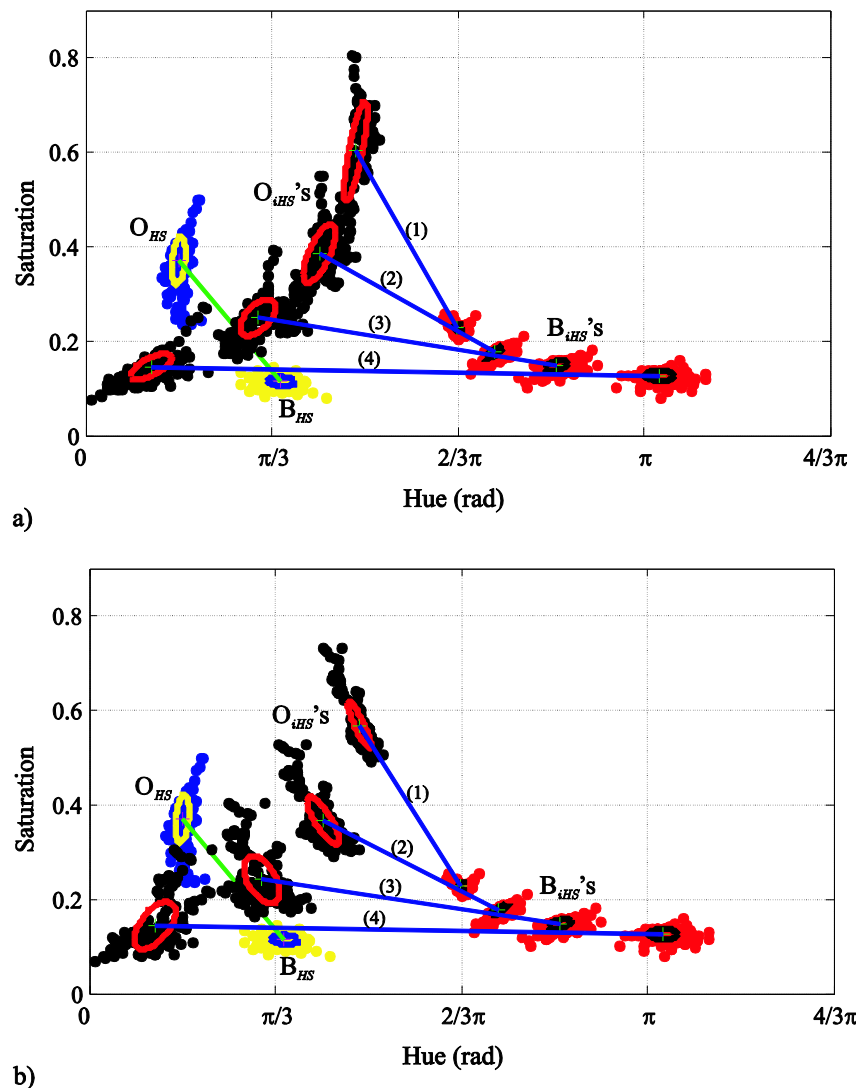 0.8
0.6
0.4
0.2
0
Saturation
O_HS
O_iHS's
B_iHS's
B_HS
(1)
(2)
(3)
(4)
0 π/3 2/3π π 4/3π
Hue (rad)
a)
0.8
0.6
0.4
0.2
0
Saturation
O_HS
O_iHS's
B_iHS's
B_HS
(1)
(2)
(3)
(4)
0 π/3 2/3π π 4/3π
Hue (rad)
b)